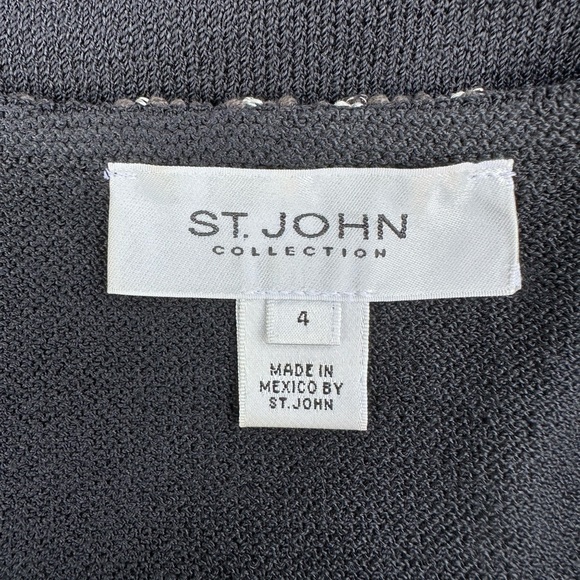 ST. JOHN
COLLECTION
4
MADE IN
MEXICO BY
ST. JOHN